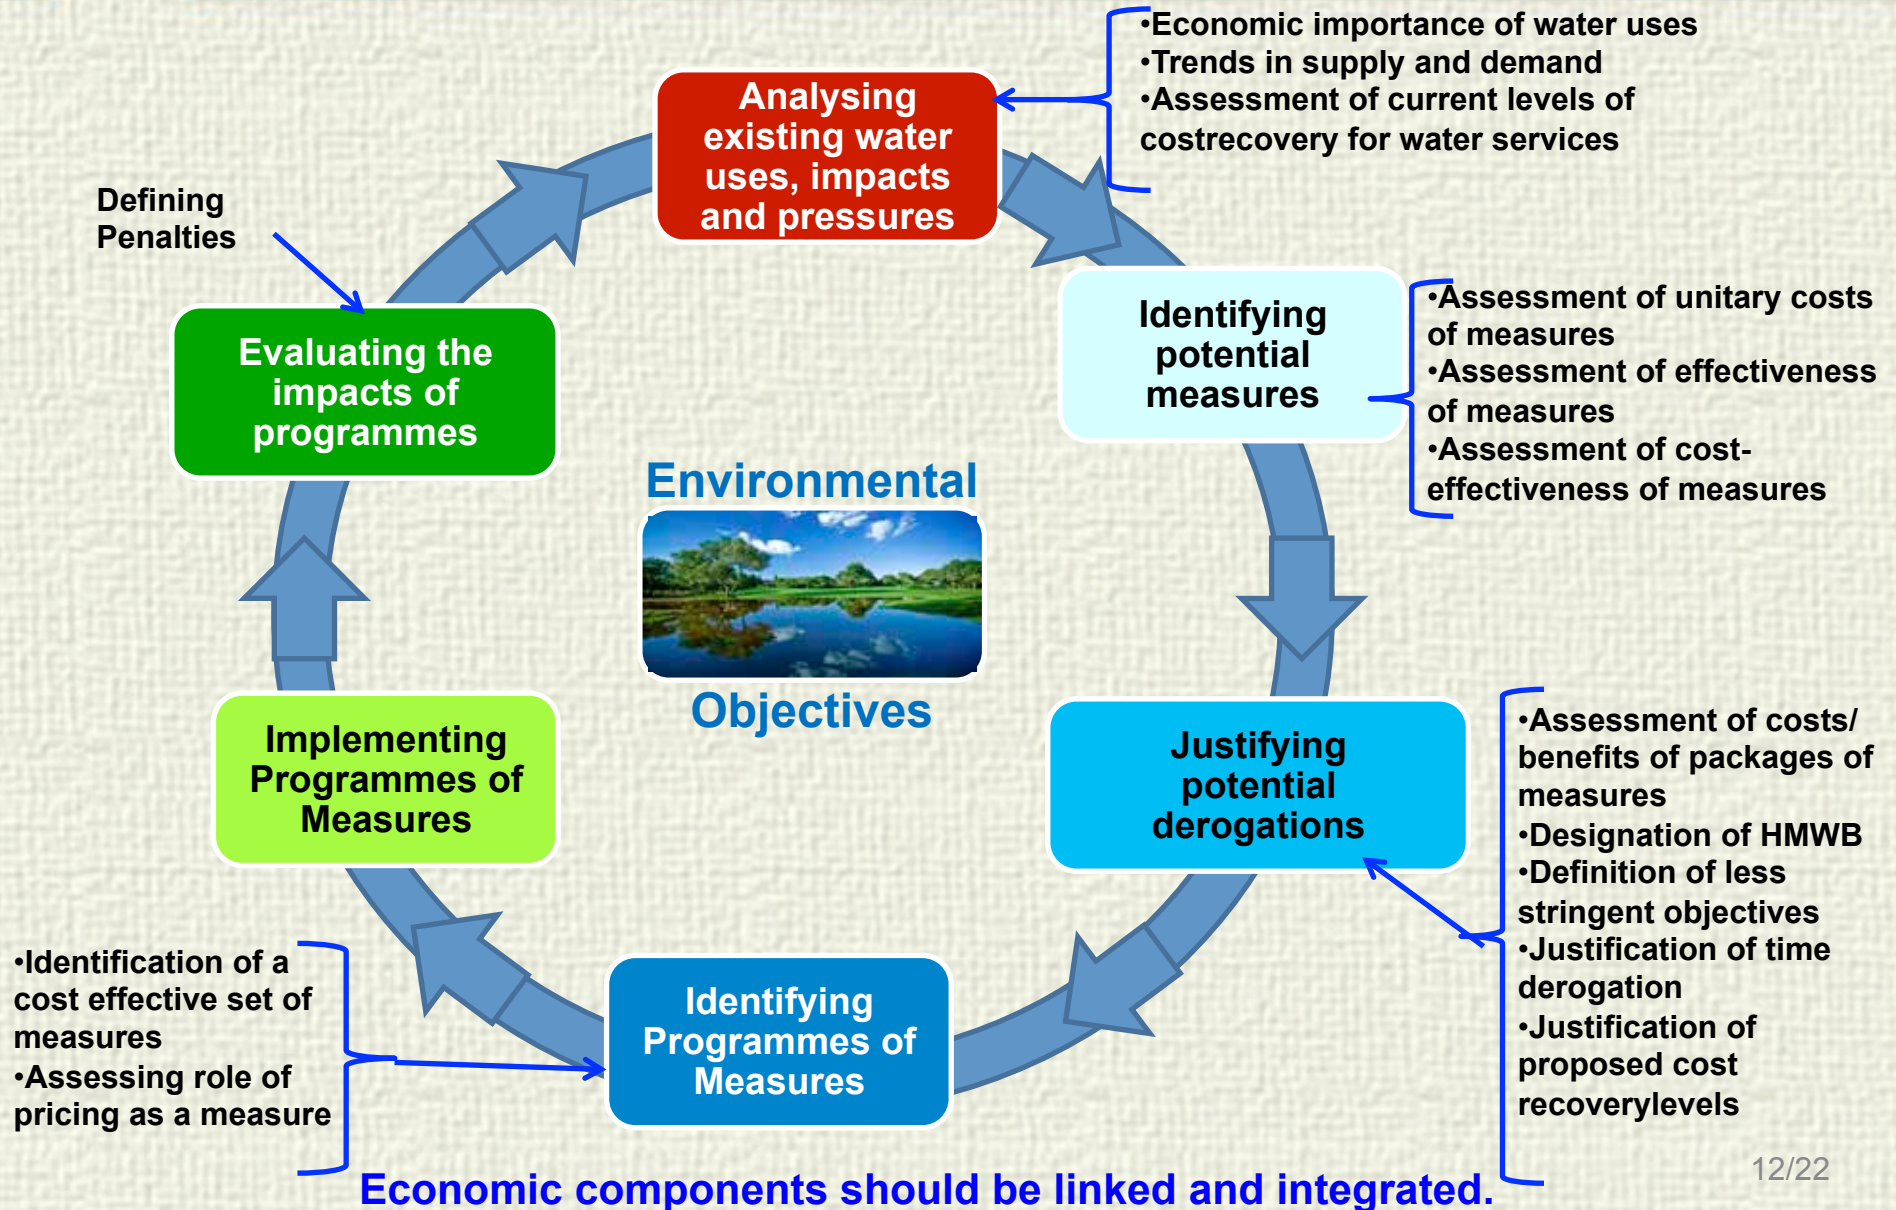 •Economic importance of water uses
•Trends in supply and demand
•Assessment of current levels of
costrecovery for water services
Analysing
existing water
uses, impacts
and pressures
Defining
Penalties
Identifying
potential
measures
•Assessment of unitary costs
of measures
•Assessment of effectiveness
of measures
•Assessment of cost-
effectiveness of measures
Evaluating the
impacts of
programmes
Environmental
Objectives
Implementing
Programmes of
Measures
Justifying
potential
derogations
•Assessment of costs/
benefits of packages of
measures
•Designation of HMWB
•Definition of less
stringent objectives
•Justification of time
derogation
•Justification of
proposed cost
recoverylevels
•Identification of a
cost effective set of
measures
•Assessing role of
pricing as a measure
Identifying
Programmes of
Measures
Economic components should be linked and integrated.
12/22